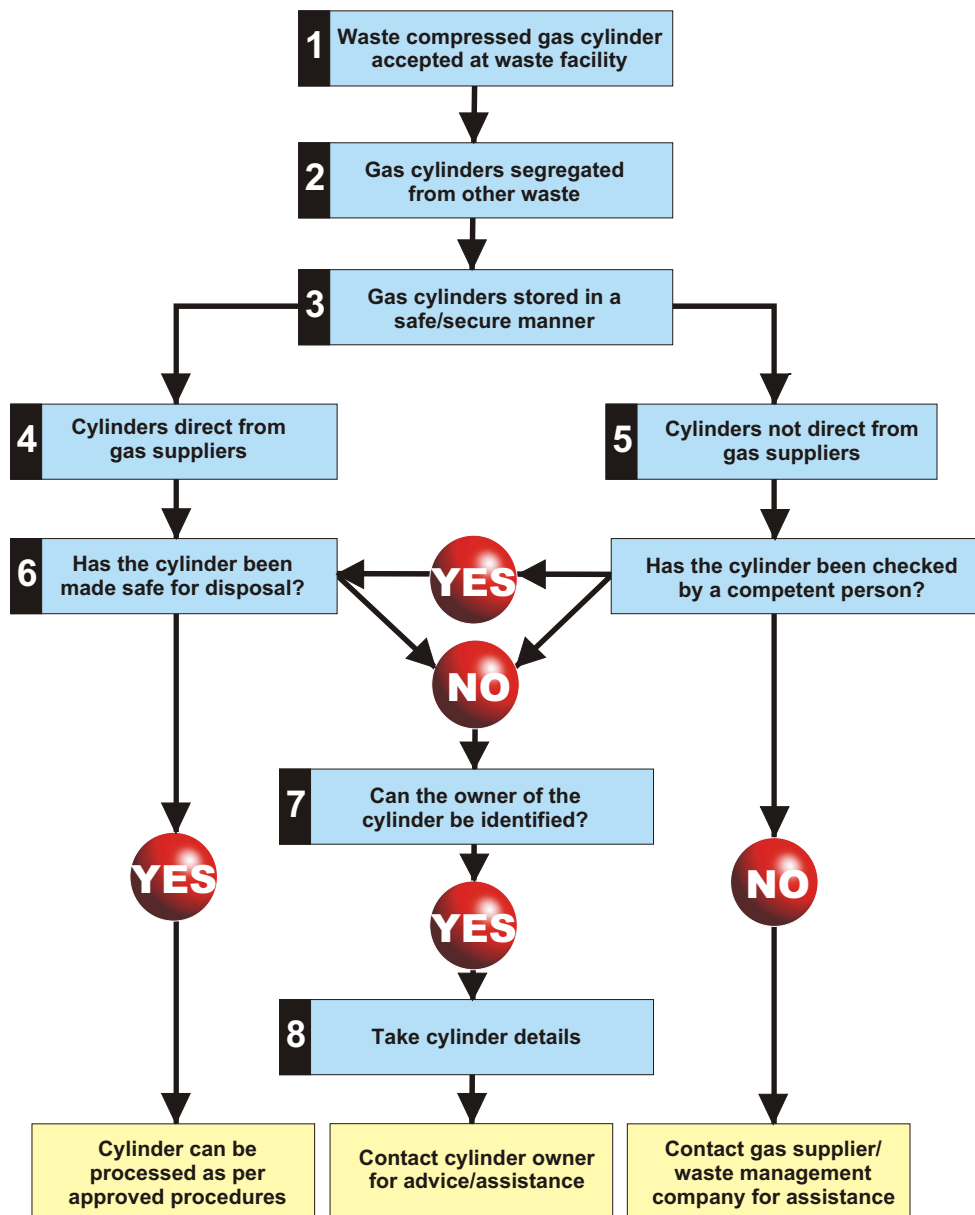 1
Waste compressed gas cylinder
accepted at waste facility
2
Gas cylinders segregated
from other waste
3
Gas cylinders stored in a
safe/secure manner
4
Cylinders direct from
gas suppliers
5
Cylinders not direct from
gas suppliers
6
Has the cylinder been
made safe for disposal?
YES
Has the cylinder been checked
by a competent person?
NO
7
Can the owner of the
cylinder be identified?
YES
YES
NO
8
Take cylinder details
Cylinder can be
processed as per
approved procedures
Contact cylinder owner
for advice/assistance
Contact gas supplier/
waste management
company for assistance